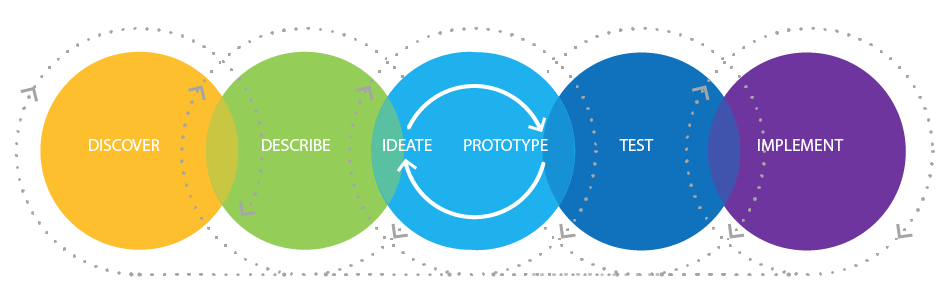 DISCOVER DESCRIBE IDEATE PROTOTYPE TEST IMPLEMENT